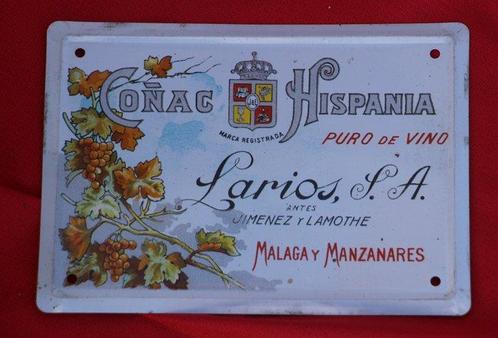 COÑAC HISPANIA
MARCA REGISTRADA
PURO DE VINO
Larios, S.A.
ANTES
JIMENEZ Y LAMOTHE
MALAGA Y MANZANARES